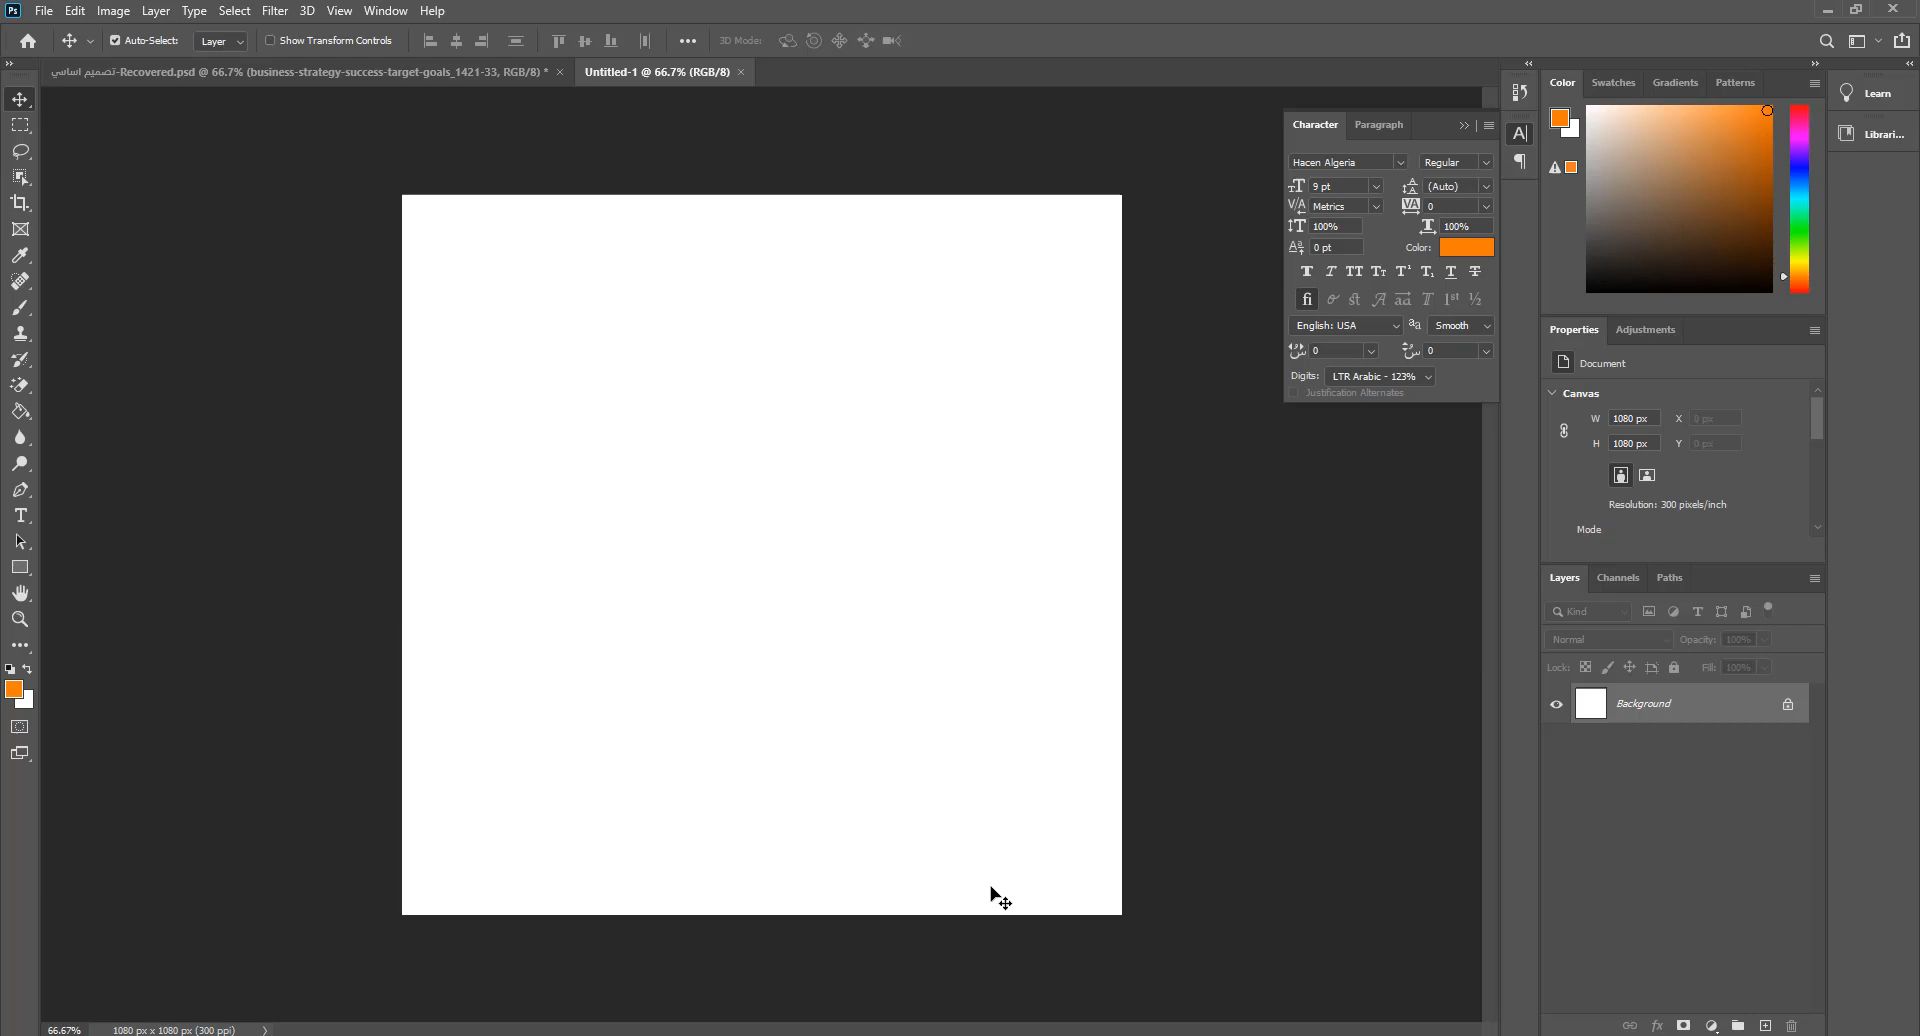 Ps File Edit Image Layer Type Select Filter 3D View Window Help
Auto-Select: Layer Show Transform Controls 3D Mode:
تصميم اساسي-Recovered.psd @ 66.7% (business-strategy-success-target-goals_1421-33, RGB/8) * Untitled-1 @ 66.7% (RGB/8)
Character Paragraph
Hacen Algeria Regular
9 pt (Auto)
Metrics 0
100% 100%
0 pt Color:
English: USA Smooth
0 0
Digits: LTR Arabic - 123%
Justification Alternates
Color Swatches Gradients Patterns
Learn
Librari...
Properties Adjustments
Document
Canvas
W 1080 px X 0 px
H 1080 px Y 0 px
Resolution: 300 pixels/inch
Mode
Layers Channels Paths
Kind
Normal Opacity: 100%
Lock: Fill: 100%
Background
66.67% 1080 px x 1080 px (300 ppi)